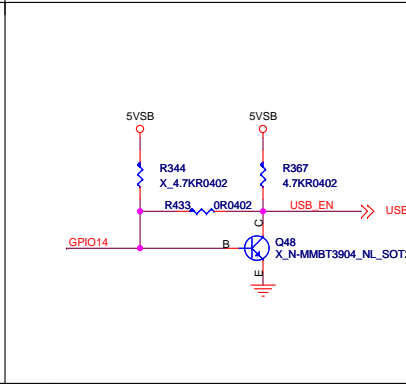 5VSB
5VSB
R344
X_4.7KR0402
R367
4.7KR0402
R433
0R0402
USB_EN
USB
C
GPIO14
B
Q48
X_N-MMBT3904_NL_SOT
E